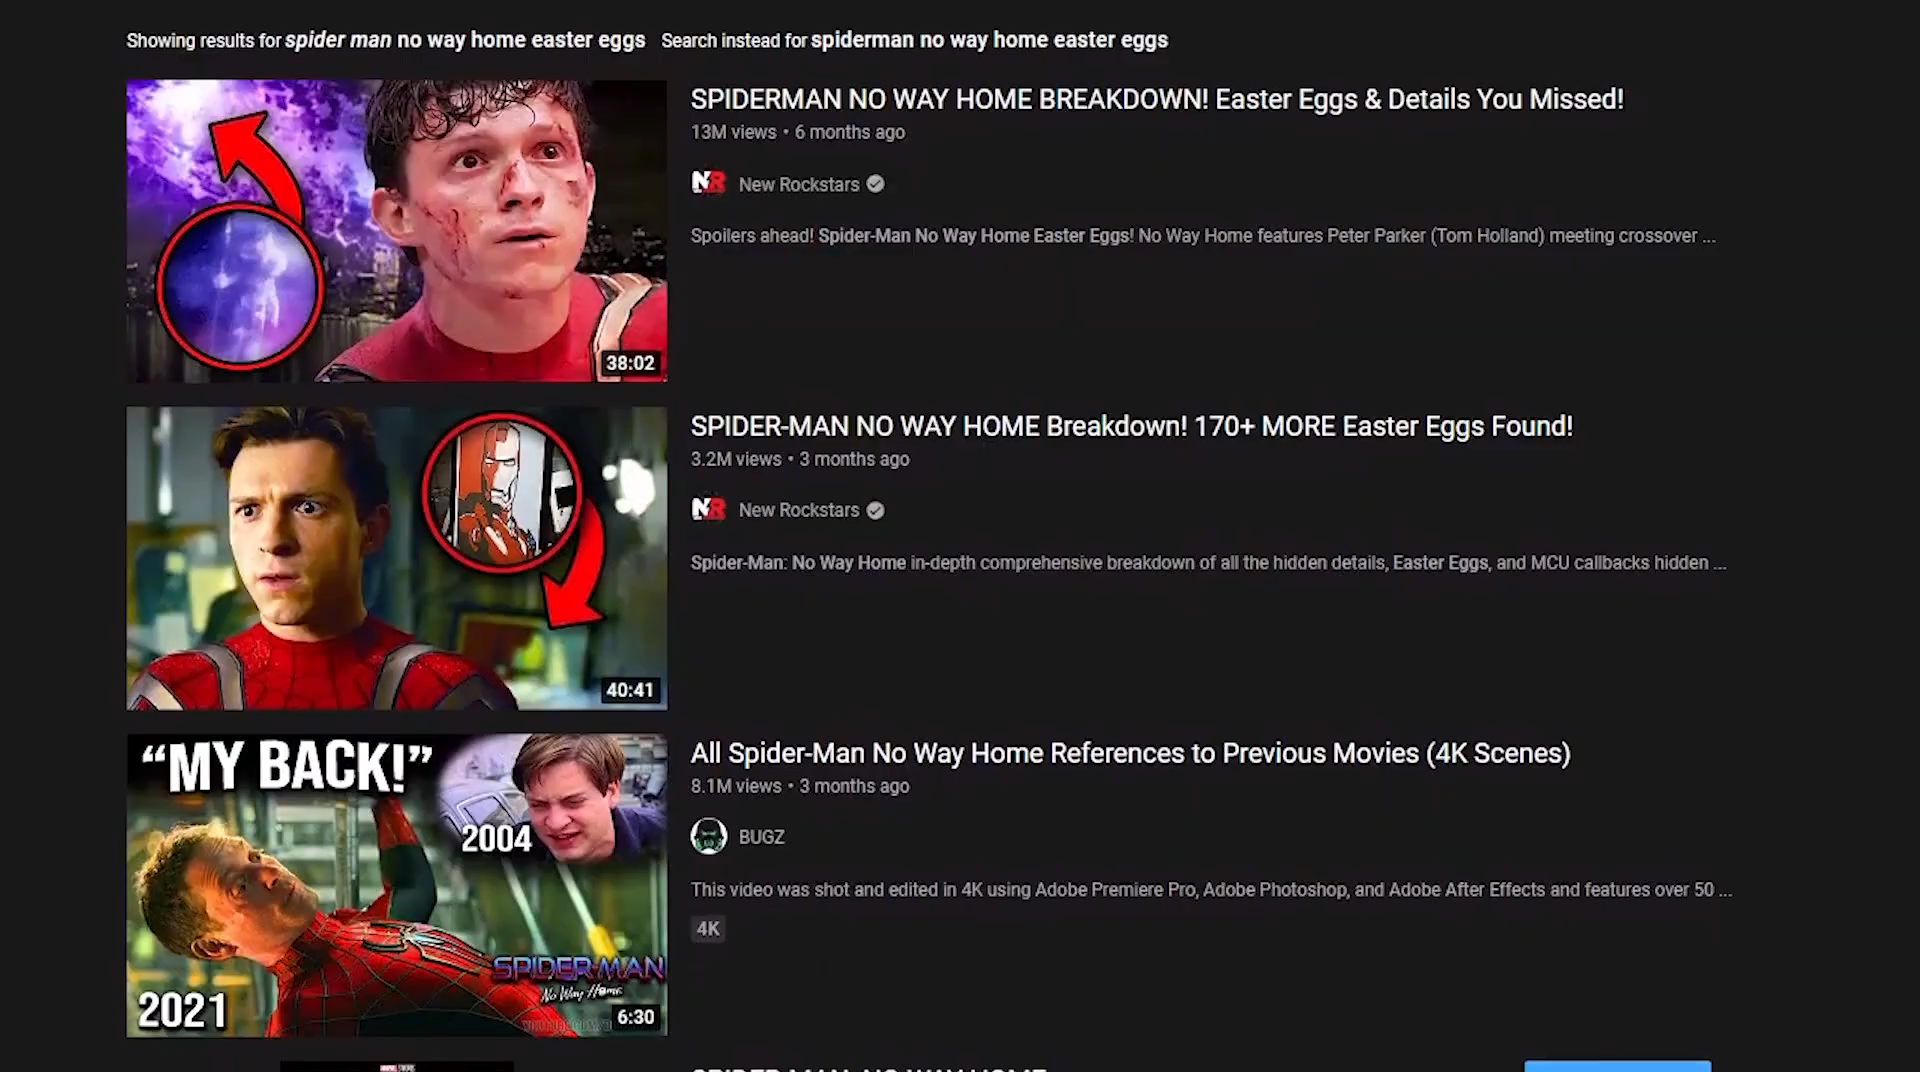 Showing results for spider man no way home easter eggs Search instead for spiderman no way home easter eggs
38:02
SPIDERMAN NO WAY HOME BREAKDOWN! Easter Eggs & Details You Missed!
13M views • 6 months ago
NR New Rockstars
Spoilers ahead! Spider-Man No Way Home Easter Eggs! No Way Home features Peter Parker (Tom Holland) meeting crossover ...
40:41
SPIDER-MAN NO WAY HOME Breakdown! 170+ MORE Easter Eggs Found!
3.2M views • 3 months ago
NR New Rockstars
Spider-Man: No Way Home in-depth comprehensive breakdown of all the hidden details, Easter Eggs, and MCU callbacks hidden ...
“MY BACK!”
2004
2021
SPIDER-MAN
No Way Home
6:30
All Spider-Man No Way Home References to Previous Movies (4K Scenes)
8.1M views • 3 months ago
BUGZ
This video was shot and edited in 4K using Adobe Premiere Pro, Adobe Photoshop, and Adobe After Effects and features over 50 ...
4K